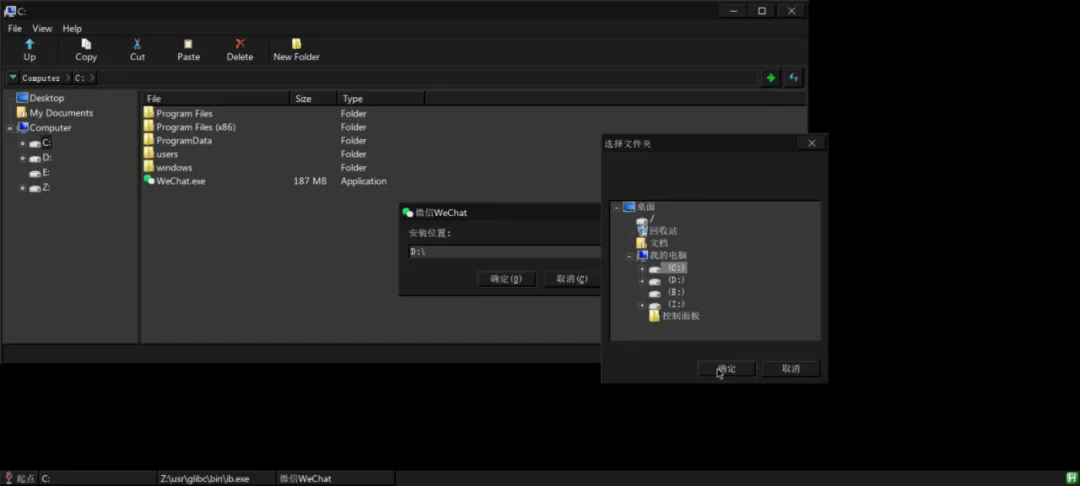 C:
File View Help
Up Copy Cut Paste Delete New Folder
Computer C:
Desktop
My Documents
Computer
C:
D:
E:
Z:
File Size Type
Program Files Folder
Program Files (x86) Folder
ProgramData Folder
users Folder
windows Folder
WeChat.exe 187 MB Application
微信WeChat
安装位置:
D:\
确定(O) 取消(C)
选择文件夹
桌面
/
回收站
文档
我的电脑
(C:)
(D:)
(E:)
(Z:)
控制面板
确定 取消
起点 C: Z:\usr\glibc\bin\ib.exe 微信WeChat
H